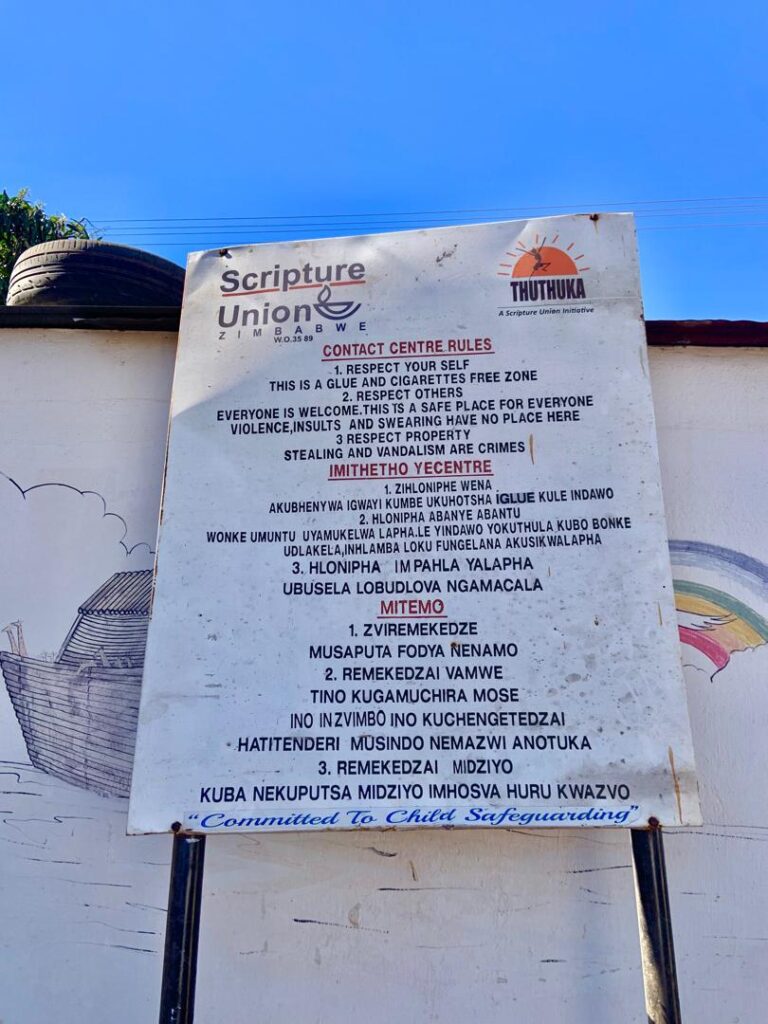 Scripture
Union
ZIMBABWE
W.O.35 89
THUTHUKA
A Scripture Union Initiative
CONTACT CENTRE RULES
1. RESPECT YOUR SELF
THIS IS A GLUE AND CIGARETTES FREE ZONE
2. RESPECT OTHERS
EVERYONE IS WELCOME.THIS IS A SAFE PLACE FOR EVERYONE
VIOLENCE,INSULTS AND SWEARING HAVE NO PLACE HERE
3 RESPECT PROPERTY
STEALING AND VANDALISM ARE CRIMES
IMITHETHO YECENTRE
1. ZIHLONIPHE WENA
AKUBHENYWA IGWAYI KUMBE UKUHOTSHA iGLUE KULE INDAWO
2. HLONIPHA ABANYE ABANTU
WONKE UMUNTU UYAMUKELWA LAPHA.LE YINDAWO YOKUTHULA KUBO BONKE
UDLAKELA,INHLAMBA LOKU FUNGELANA AKUSIKWALAPHA
3. HLONIPHA IMPAHLA YALAPHA
UBUSELA LOBUDLOVA NGAMACALA
MITEMO
1. ZVIREMEKEDZE
MUSAPUTA FODYA NENAMO
2. REMEKEDZAI VAMWE
TINO KUGAMUCHIRA MOSE
INO INZVIMBO INO KUCHENGETEDZAI
HATITENDERI MUSINDO NEMAZWI ANOTUKA
3. REMEKEDZAI MIDZIYO
KUBA NEKUPUTSA MIDZIYO IMHOSVA HURU KWAZVO
"Committed To Child Safeguarding"